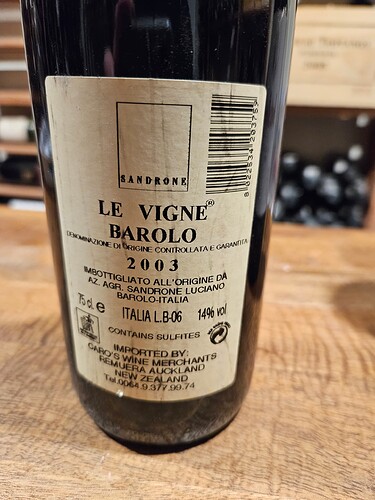 SANDRONE
LE VIGNE®
BAROLO
DENOMINAZIONE DI ORIGINE CONTROLLATA E GARANTITA
2003
IMBOTTIGLIATO ALL'ORIGINE DA
AZ. AGR. SANDRONE LUCIANO
BAROLO-ITALIA
75 cl. e
ITALIA L.B-06 14% vol
CONTAINS SULFITES
IMPORTED BY:
CARO'S WINE MERCHANTS
REMUERA AUCKLAND
NEW ZEALAND
Tel.0064.9.377.99.74